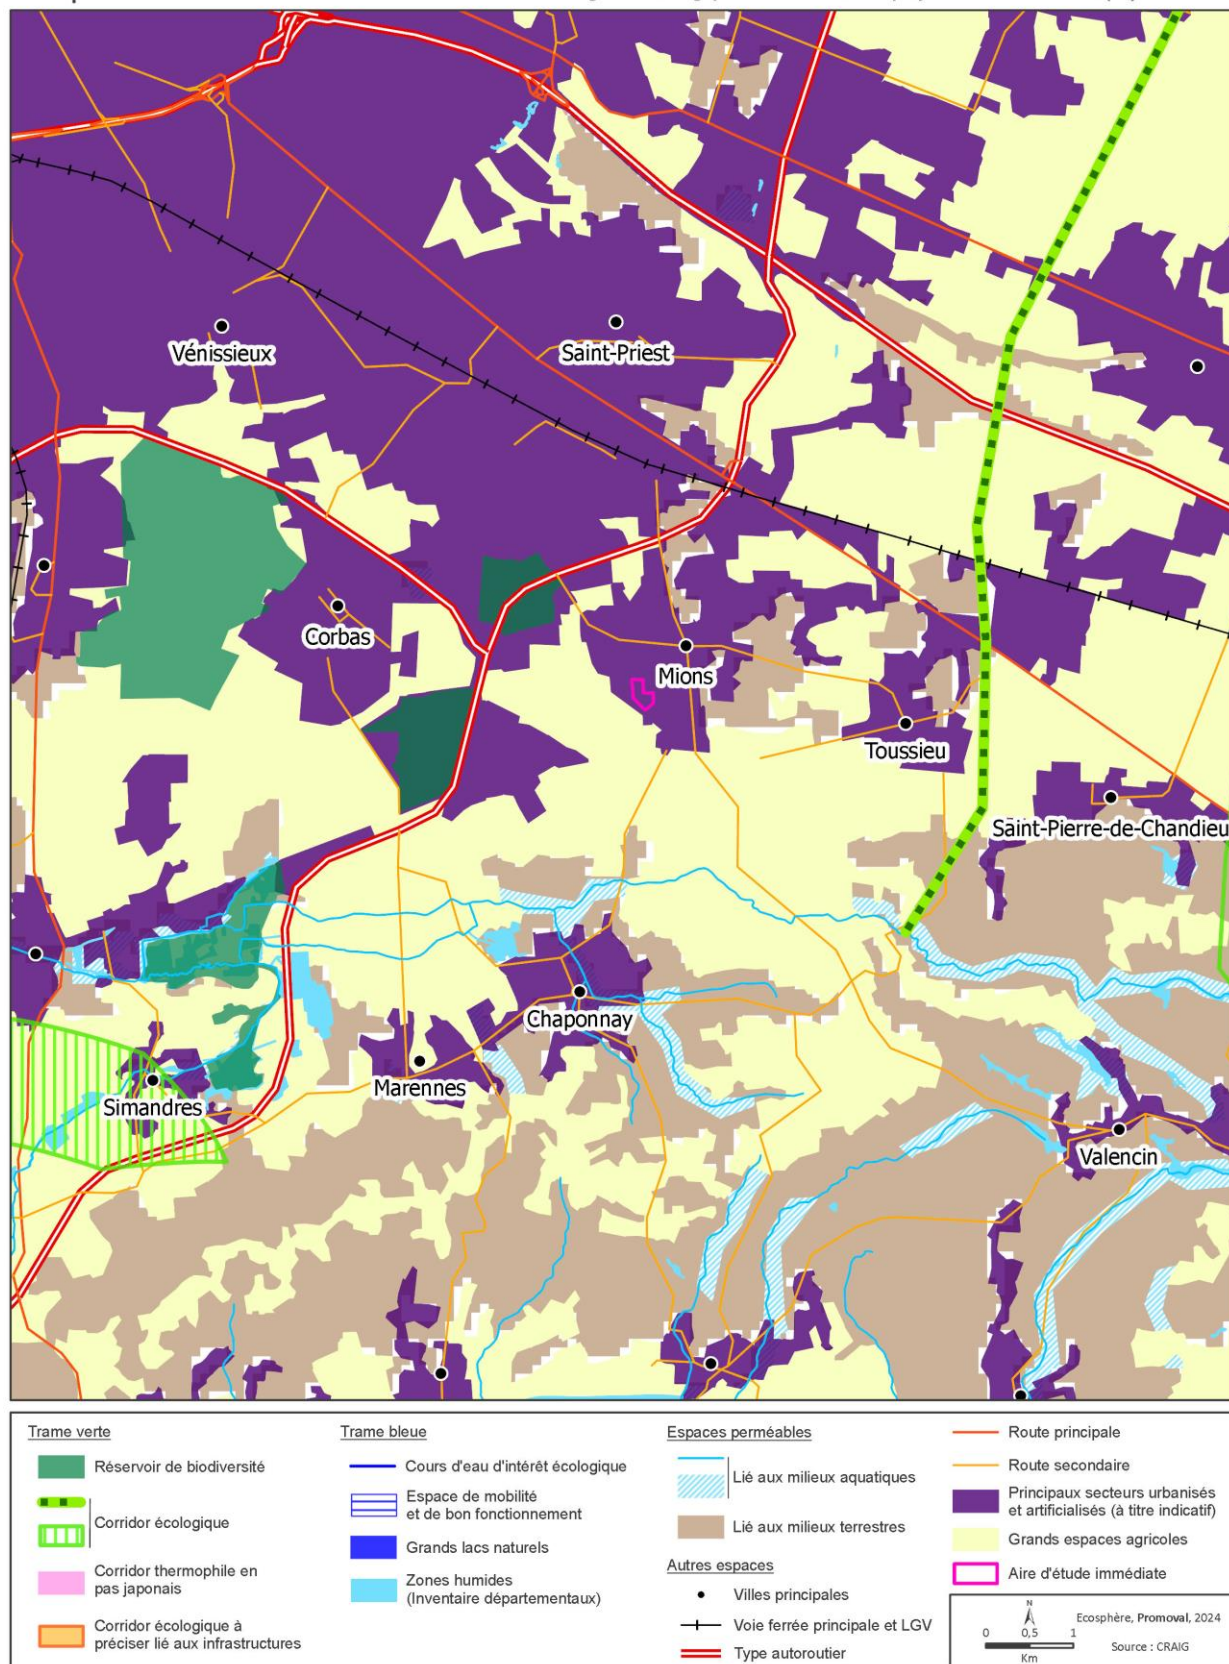 Vénissieux
Saint-Priest
Corbas
Mions
Toussieu
Saint-Pierre-de-Chandieu
Chaponnay
Marennes
Simandres
Valencin
Trame verte
Réservoir de biodiversité
Corridor écologique
Corridor thermophile en
pas japonais
Corridor écologique à
préciser lié aux infrastructures
Trame bleue
Cours d'eau d'intérêt écologique
Espace de mobilité
et de bon fonctionnement
Grands lacs naturels
Zones humides
(Inventaire départementaux)
Espaces perméables
Lié aux milieux aquatiques
Lié aux milieux terrestres
Autres espaces
Villes principales
Voie ferrée principale et LGV
Type autoroutier
Route principale
Route secondaire
Principaux secteurs urbanisés
et artificialisés (à titre indicatif)
Grands espaces agricoles
Aire d'étude immédiate
N
0 0,5 1
Km
Ecosphère, Promoval, 2024
Source : CRAIG